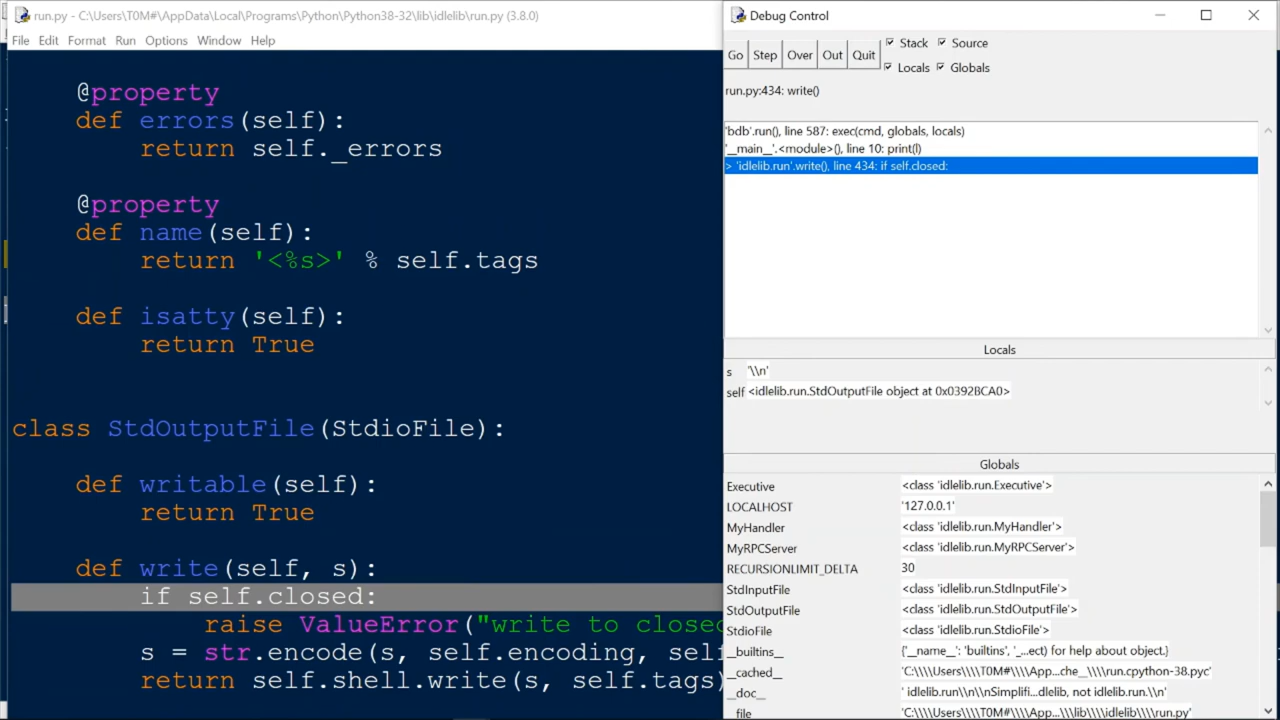 run.py - C:\Users\T0M#\AppData\Local\Programs\Python\Python38-32\lib\idlelib\run.py (3.8.0)
File Edit Format Run Options Window Help
@property
def errors(self):
return self._errors
@property
def name(self):
return '<%s>' % self.tags
def isatty(self):
return True
class StdOutputFile(StdioFile):
def writable(self):
return True
def write(self, s):
if self.closed:
raise ValueError("write to closed
s = str.encode(s, self.encoding, self
return self.shell.write(s, self.tags)
Debug Control
Go Step Over Out Quit
Stack Source
Locals Globals
run.py:434: write()
'bdb'.run(), line 587: exec(cmd, globals, locals)
'__main__'.<module>(), line 10: print(l)
> 'idlelib.run'.write(), line 434: if self.closed:
Locals
s '\\n'
self <idlelib.run.StdOutputFile object at 0x0392BCA0>
Globals
Executive <class 'idlelib.run.Executive'>
LOCALHOST '127.0.0.1'
MyHandler <class 'idlelib.run.MyHandler'>
MyRPCServer <class 'idlelib.run.MyRPCServer'>
RECURSIONLIMIT_DELTA 30
StdInputFile <class 'idlelib.run.StdInputFile'>
StdOutputFile <class 'idlelib.run.StdOutputFile'>
StdioFile <class 'idlelib.run.StdioFile'>
__builtins__ {'__name__': 'builtins', '_...ect) for help about object.}
__cached__ 'C:\\\\Users\\\\T0M#\\\\App...che__\\\\run.cpython-38.pyc'
__doc__ ' idlelib.run\\n\\nSimplifi...dlelib, not idlelib.run.\\n'
__file__ 'C:\\\\Users\\\\T0M#\\\\App...\\\\lib\\\\idlelib\\\\run.py'